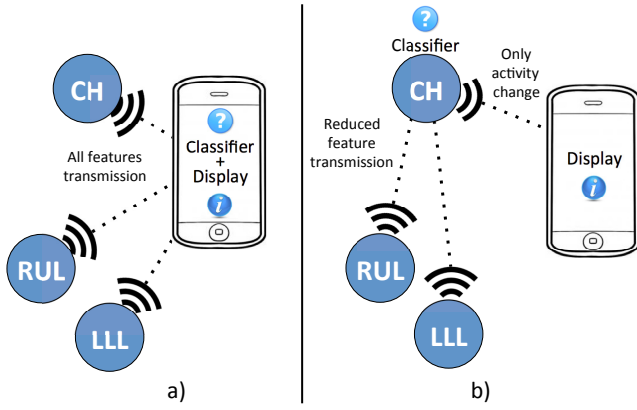 CH
All features
transmission
RUL
LLL
?
Classifier
+
Display
i
a)
?
Classifier
CH
Only
activity
change
Reduced
feature
transmission
RUL
LLL
Display
i
b)